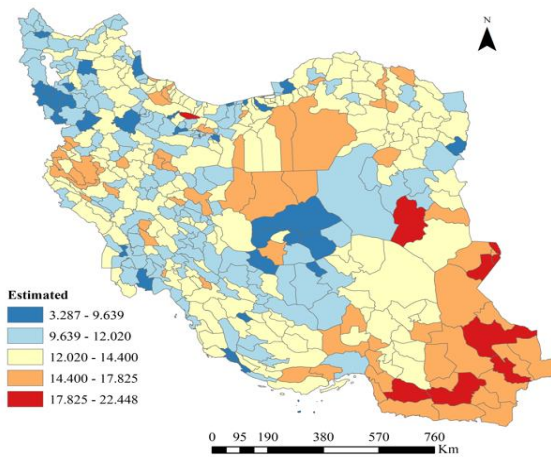 N
Estimated
3.287 - 9.639
9.639 - 12.020
12.020 - 14.400
14.400 - 17.825
17.825 - 22.448
0 95 190 380 570 760
Km